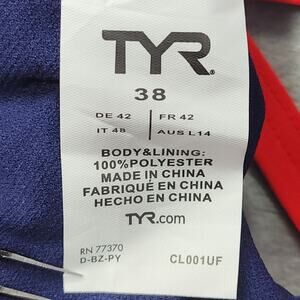 TYR®
38
DE 42 | FR 42
IT 48 | AUS L14
BODY&LINING:
100%POLYESTER
MADE IN CHINA
FABRIQUÉ EN CHINA
HECHO EN CHINA
TYR.com
RN 77370
D-BZ-PY CL001UF